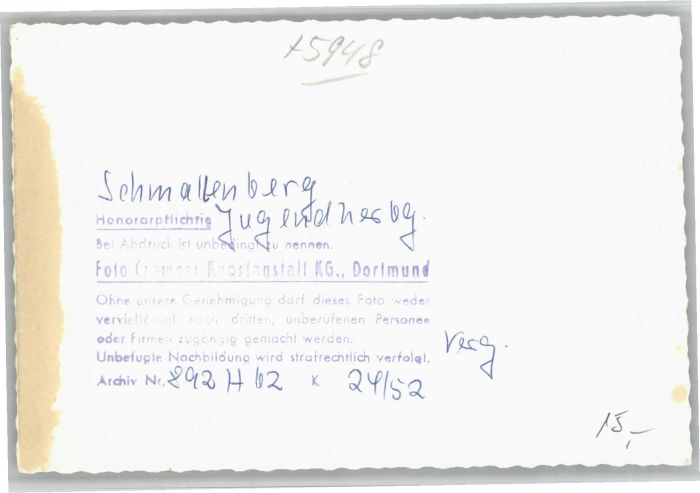 +5948
Schmallenberg
Jugendherbg.
Honorarpflichtig
Bei Abdruck ist unbedingt zu nennen.
Foto Cramers Kunstanstalt KG., Dortmund
Ohne unsere Genehmigung darf dieses Foto weder
vervielfältigt noch dritten, unberufenen Personen
oder Firmen zugängig gemacht werden.
Unbefugte Nachbildung wird strafrechtlich verfolgt.
Verg.
Archiv Nr. 892 H 62 K 24/52
15,-